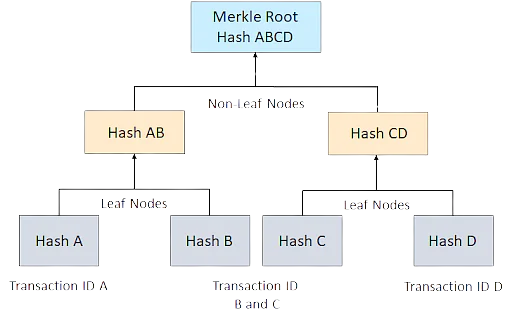 Merkle Root
Hash ABCD
Non-Leaf Nodes
Hash AB
Hash CD
Leaf Nodes
Leaf Nodes
Hash A
Hash B
Hash C
Hash D
Transaction ID A
Transaction ID
B and C
Transaction ID D